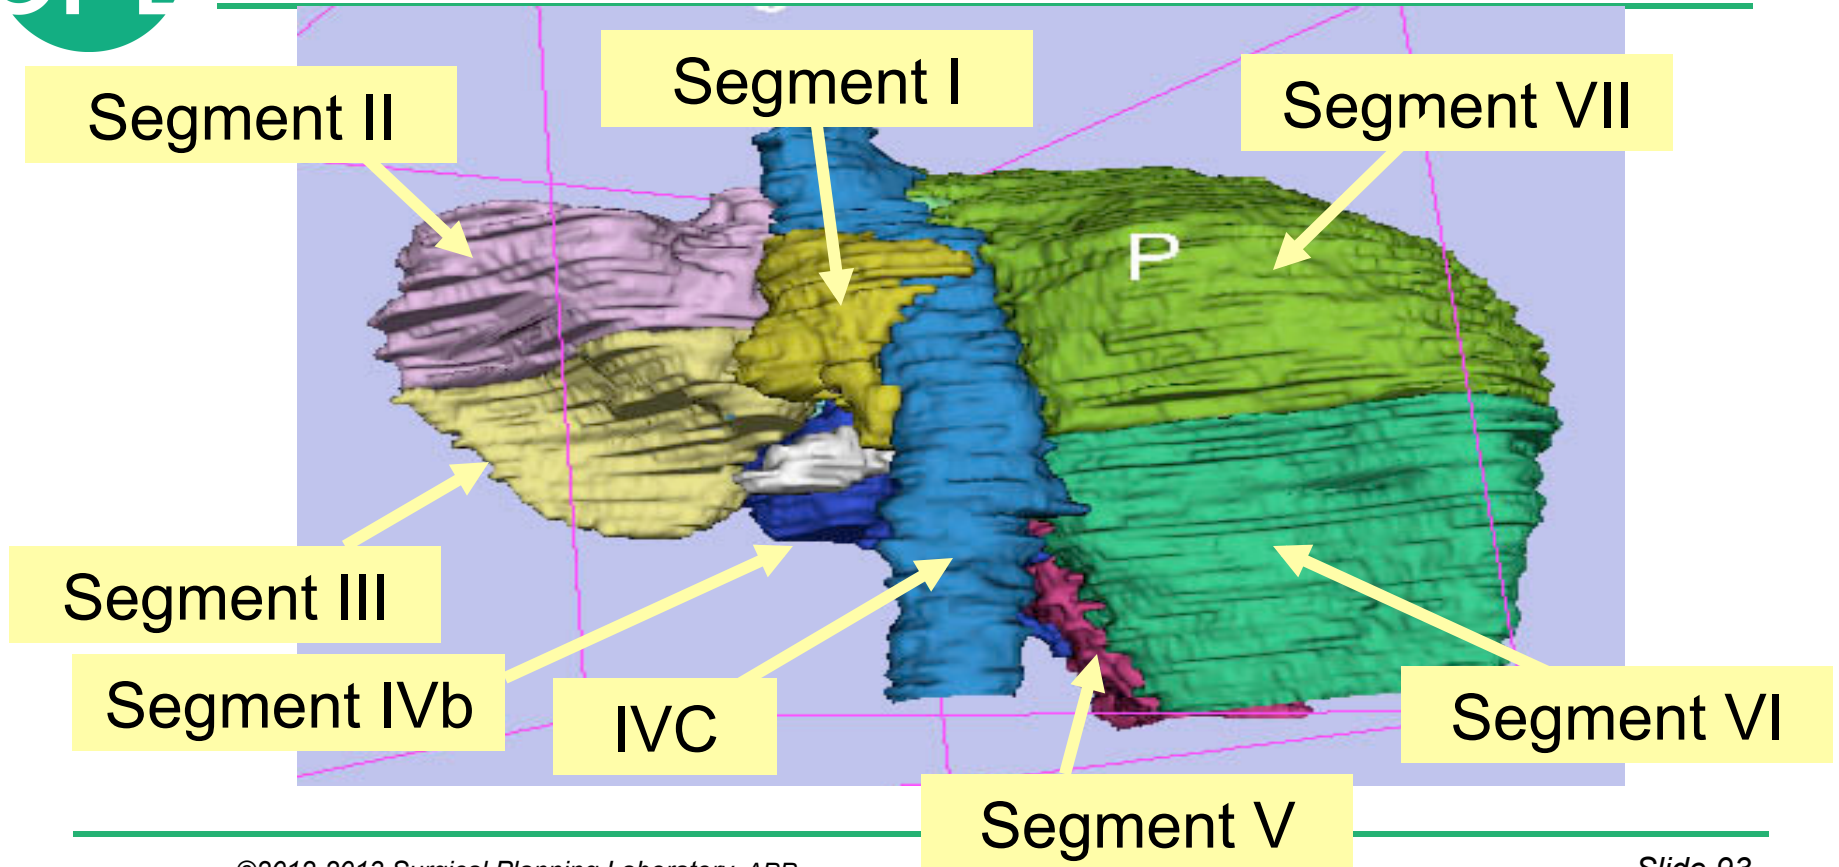 Segment I
Segment II
Segment VII
P
Segment III
Segment IVb
IVC
Segment VI
Segment V